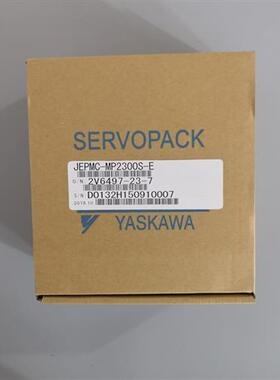 SERVOPACK
JEPMC-MP2300S-E
O/N 2V6497-23-7
S/N D0132H150910007
YASKAWA